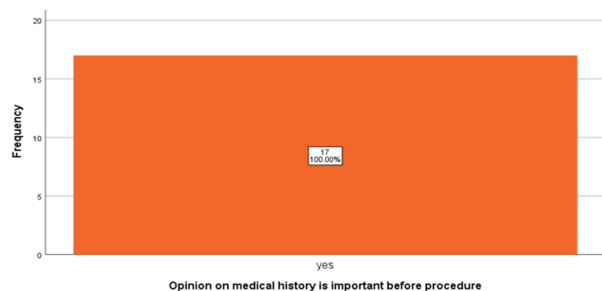 20
15
10
5
0
Frequency
17
100.00%
yes
Opinion on medical history is important before procedure